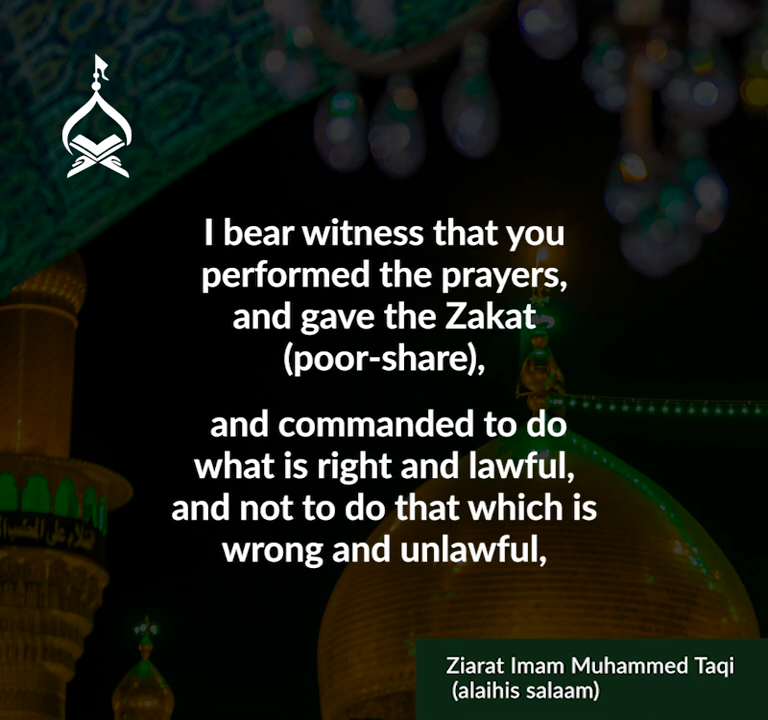 I bear witness that you
performed the prayers,
and gave the Zakat
(poor-share),
and commanded to do
what is right and lawful,
and not to do that which is
wrong and unlawful,
Ziarat Imam Muhammed Taqi
(alaihis salaam)